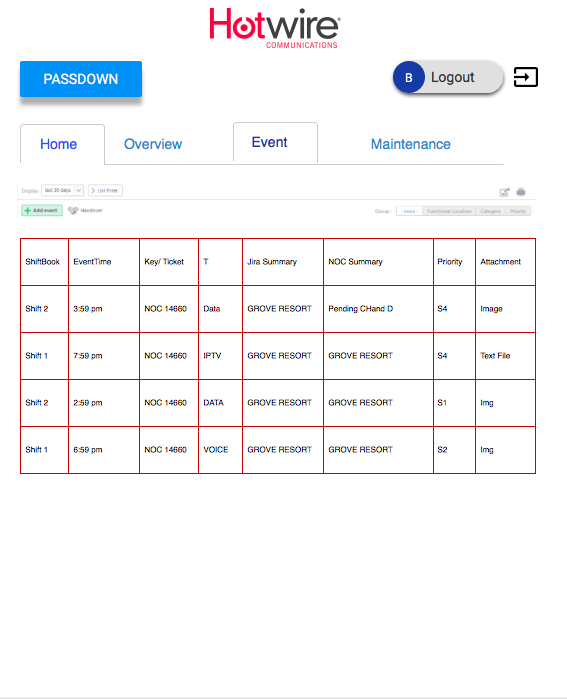 Hotwire
COMMUNICATIONS
PASSDOWN
B Logout
Home Overview Event Maintenance
Display: last 30 days List Filter
Add event Handover
Group: Functional Location Category Priority
ShiftBook EventTime Key/ Ticket T Jira Summary NOC Summary Priority Attachment
Shift 2 3:59 pm NOC 14660 Data GROVE RESORT Pending CHand D S4 Image
Shift 1 7:59 pm NOC 14660 IPTV GROVE RESORT GROVE RESORT S4 Text File
Shift 2 2:59 pm NOC 14660 DATA GROVE RESORT GROVE RESORT S1 Img
Shift 1 6:59 pm NOC 14660 VOICE GROVE RESORT GROVE RESORT S2 Img